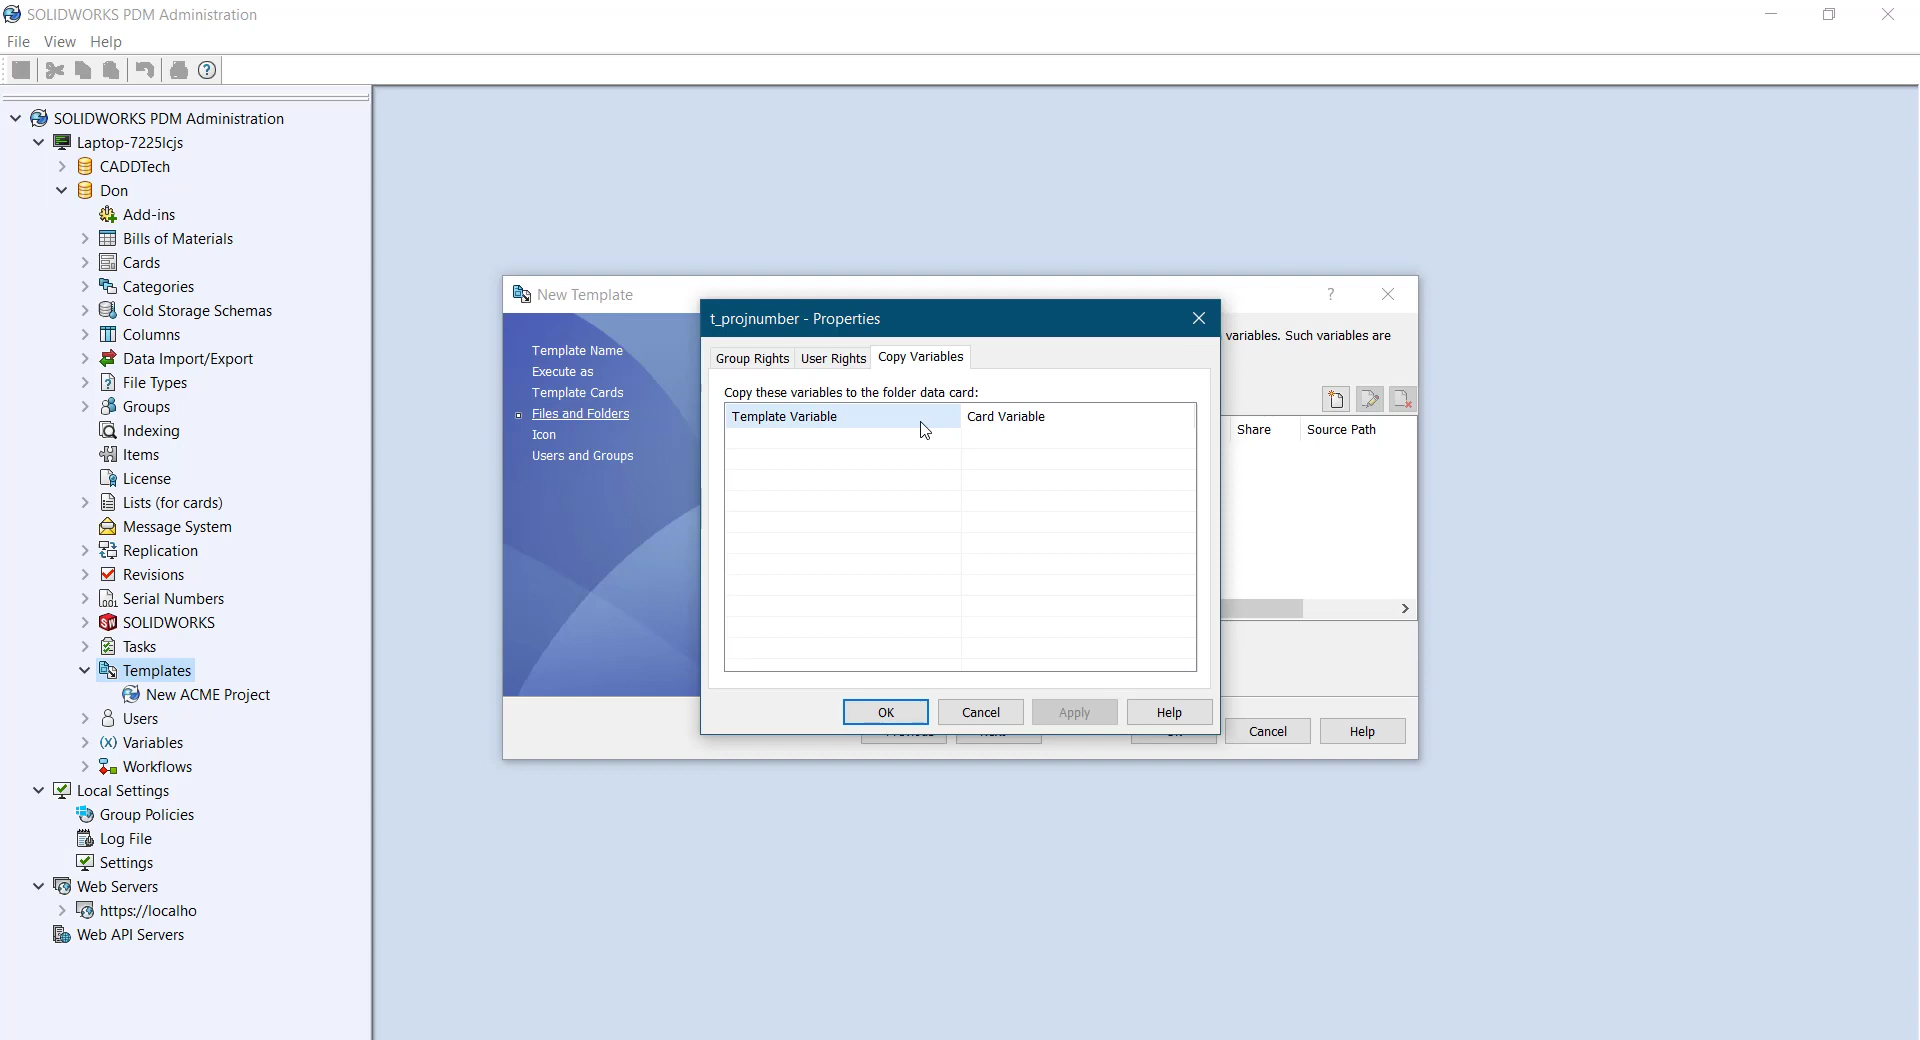 SOLIDWORKS PDM Administration
File View Help
SOLIDWORKS PDM Administration
Laptop-7225lcjs
CADDTech
Don
Add-ins
Bills of Materials
Cards
Categories
Cold Storage Schemas
Columns
Data Import/Export
File Types
Groups
Indexing
Items
License
Lists (for cards)
Message System
Replication
Revisions
Serial Numbers
SOLIDWORKS
Tasks
Templates
New ACME Project
Users
Variables
Workflows
Local Settings
Group Policies
Log File
Settings
Web Servers
https://localho
Web API Servers
New Template
Template Name
Execute as
Template Cards
Files and Folders
Icon
Users and Groups
variables. Such variables are
Share Source Path
Cancel Help
t_projnumber - Properties
Group Rights User Rights Copy Variables
Copy these variables to the folder data card:
Template Variable Card Variable
OK Cancel Apply Help